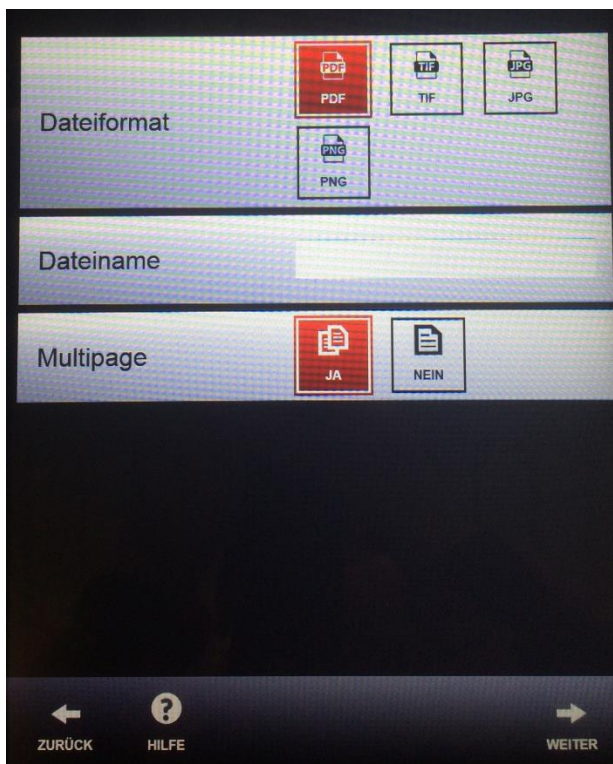 Dateiformat
PDF
PDF
TIF
TIF
JPG
JPG
PNG
PNG
Dateiname
Multipage
JA
NEIN
ZURÜCK
HILFE
WEITER